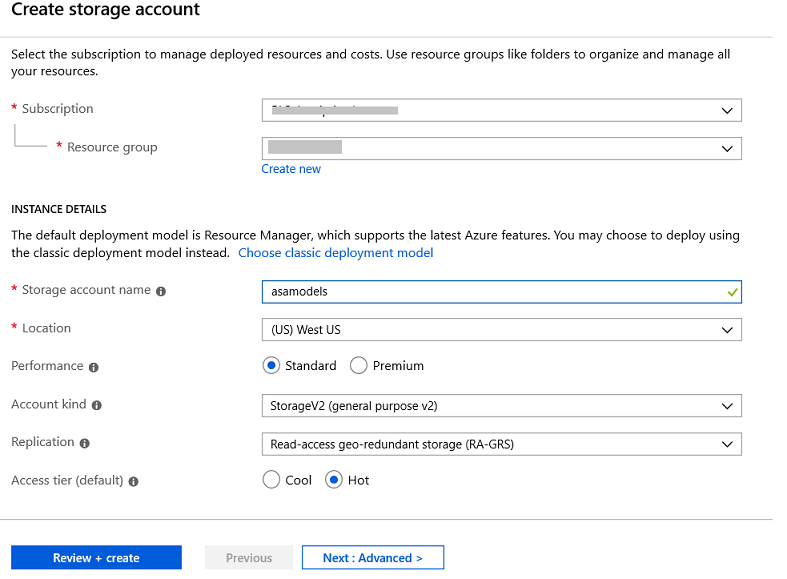 Create storage account
Select the subscription to manage deployed resources and costs. Use resource groups like folders to organize and manage all
your resources.
* Subscription
* Resource group
Create new
INSTANCE DETAILS
The default deployment model is Resource Manager, which supports the latest Azure features. You may choose to deploy using
the classic deployment model instead. Choose classic deployment model
* Storage account name
asamodels
* Location
(US) West US
Performance
Standard Premium
Account kind
StorageV2 (general purpose v2)
Replication
Read-access geo-redundant storage (RA-GRS)
Access tier (default)
Cool Hot
Review + create Previous Next : Advanced >